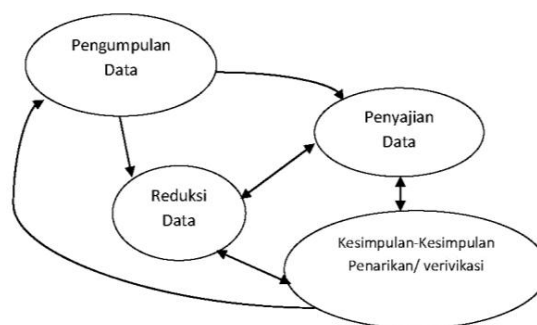 Pengumpulan
Data
Penyajian
Data
Reduksi
Data
Kesimpulan-Kesimpulan
Penarikan/ verivikasi